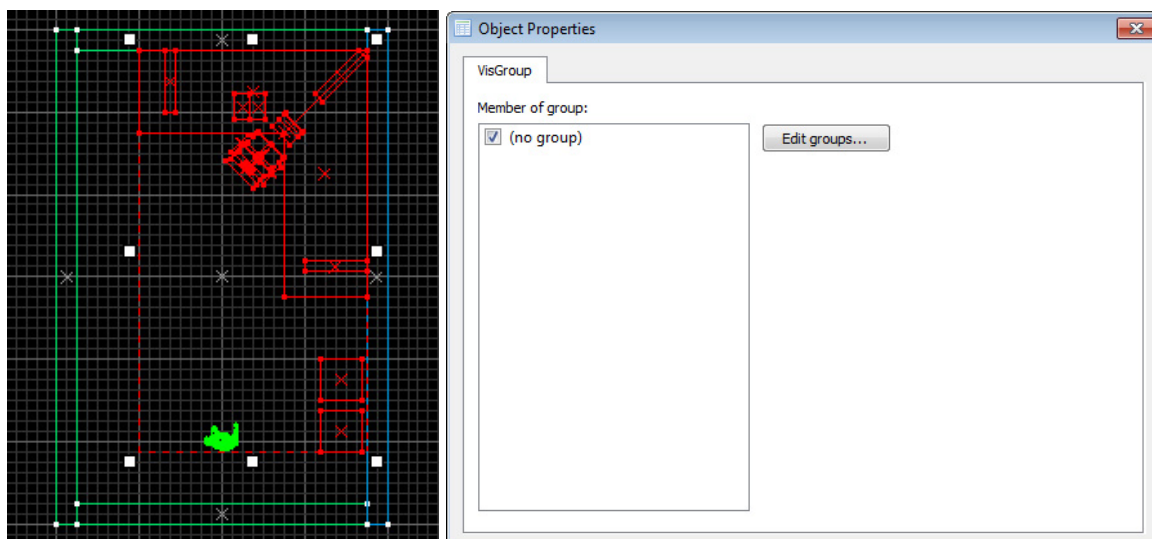 Object Properties
VisGroup
Member of group:
(no group)
Edit groups...